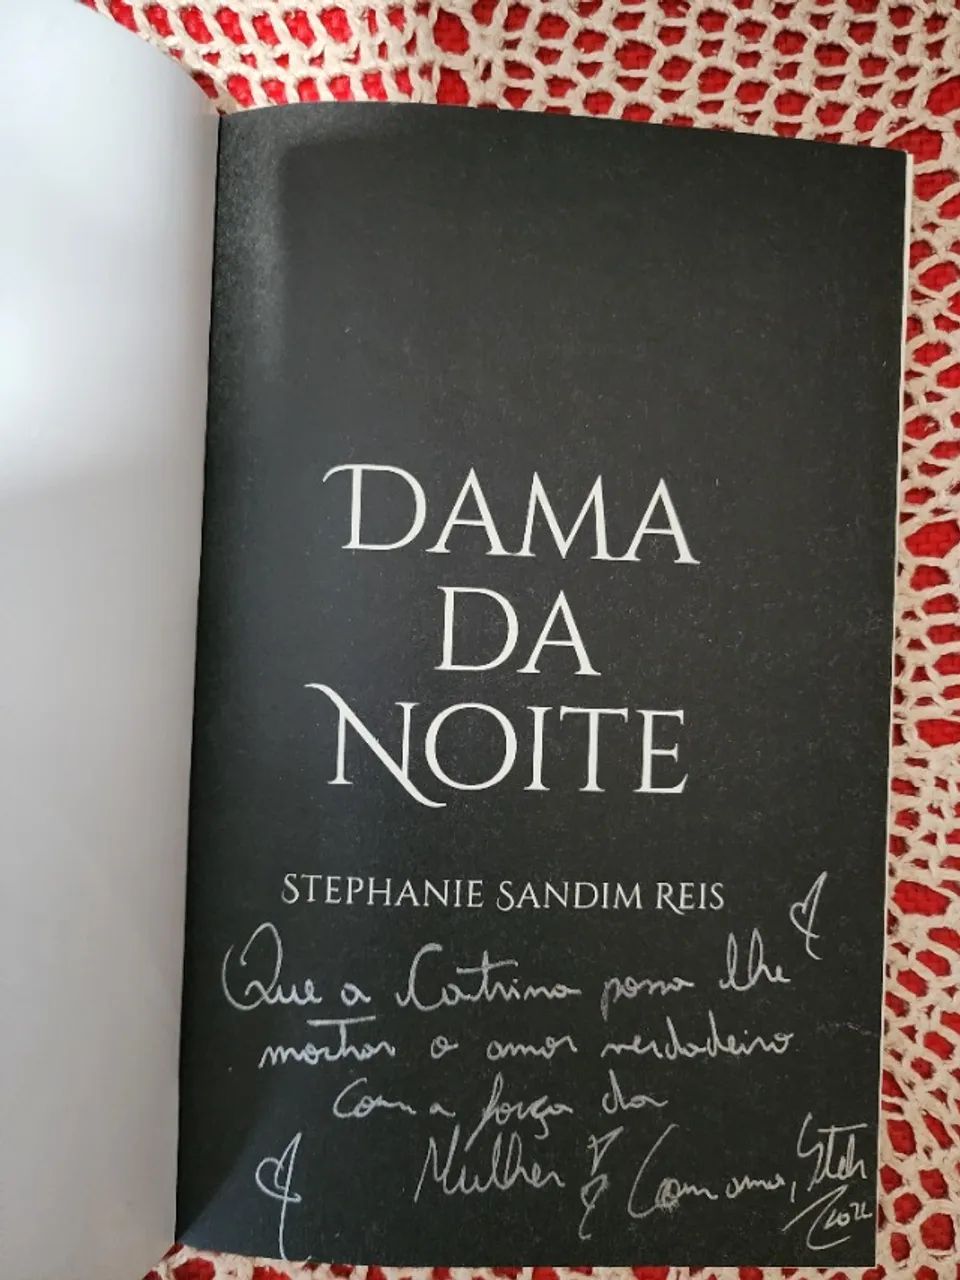 DAMA
DA
NOITE
STEPHANIE SANDIM REIS
Que a Catrina possa lhe
mostrar o amor verdadeiro
com a força da
Mulher! Com amor, Steh
/2022